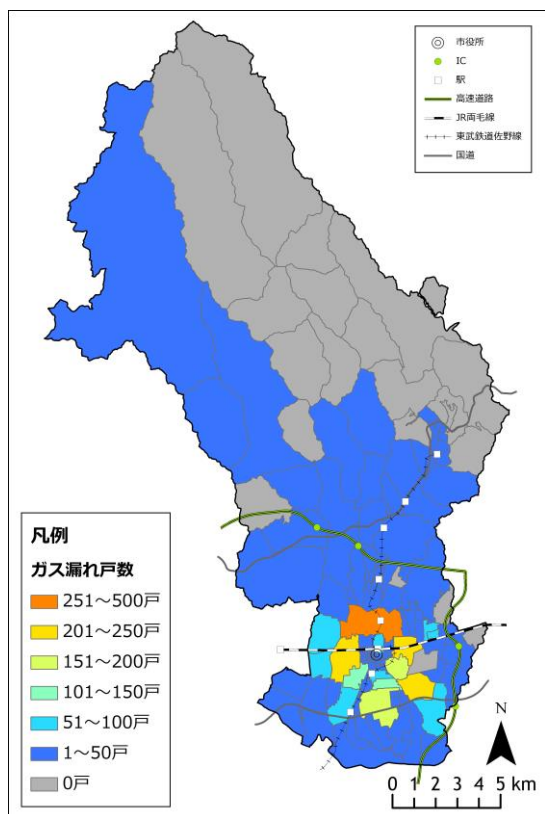 市役所
IC
駅
高速道路
JR両毛線
東武鉄道佐野線
国道
凡例
ガス漏れ戸数
251～500戸
201～250戸
151～200戸
101～150戸
51～100戸
1～50戸
0戸
N
0 1 2 3 4 5 km